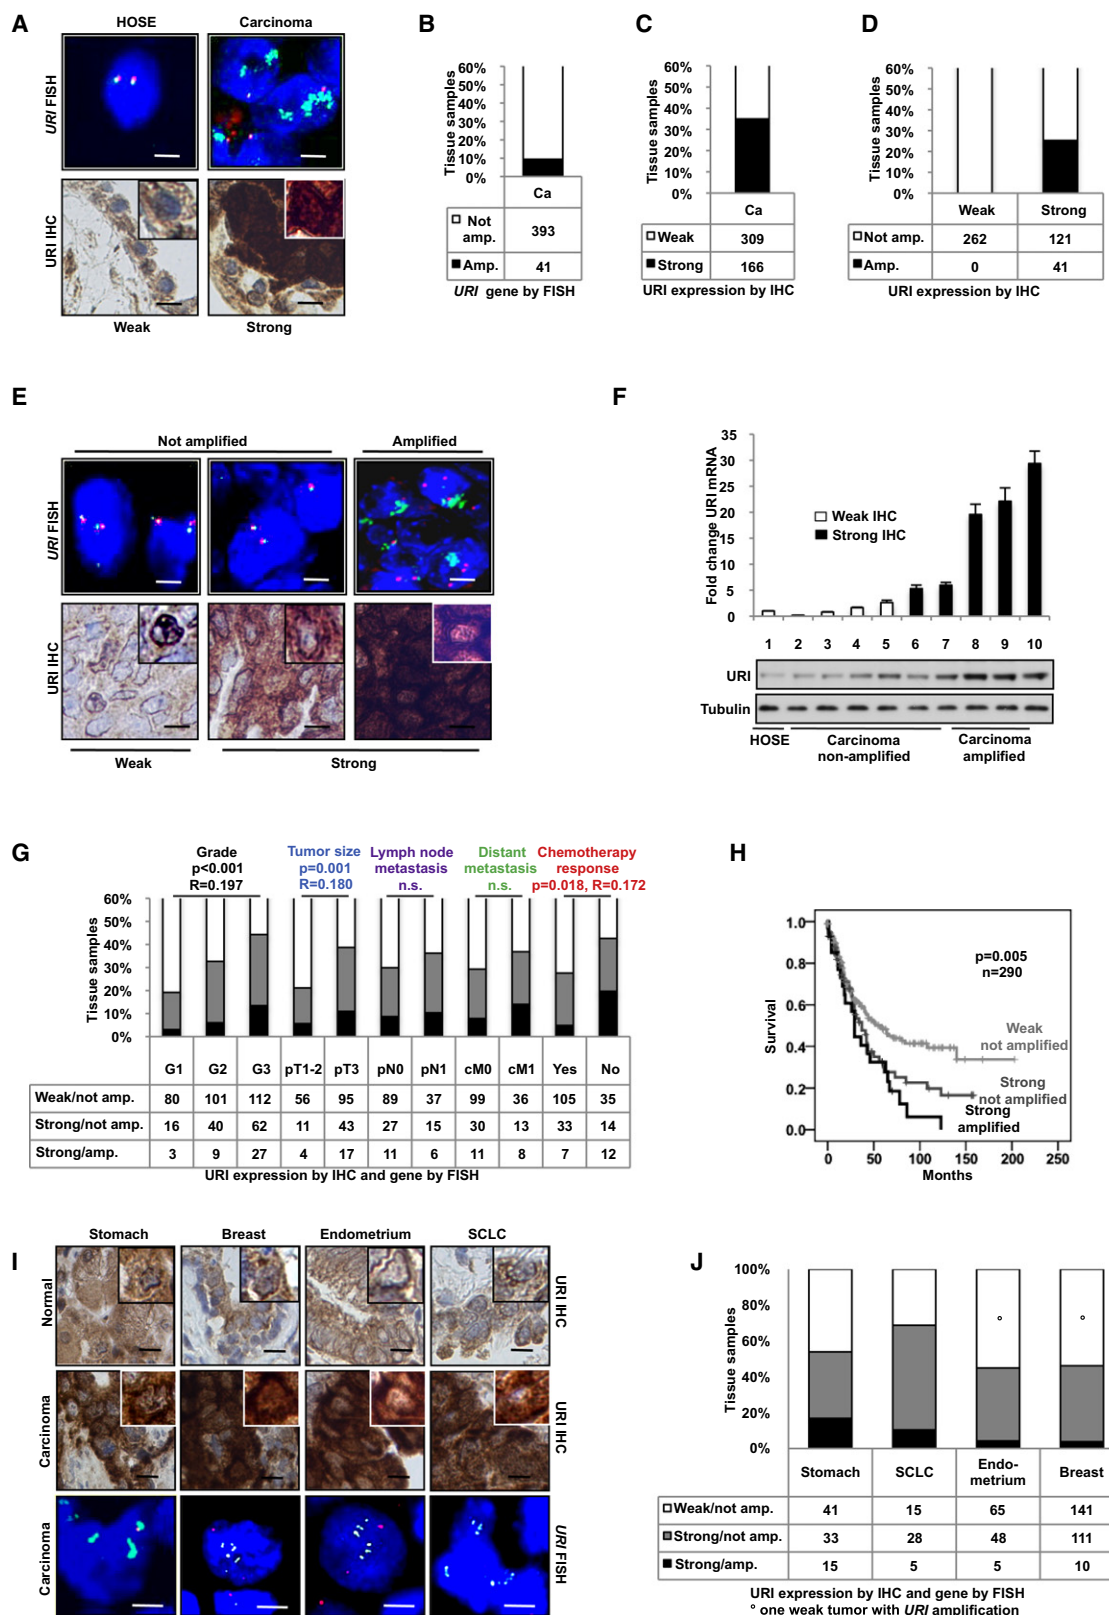 A
HOSE
Carcinoma
URI FISH
URI IHC
Weak
Strong
B
Tissue samples
60%
50%
40%
30%
20%
10%
0%
Ca
Not amp. 393
Amp. 41
URI gene by FISH
C
Tissue samples
60%
50%
40%
30%
20%
10%
0%
Ca
Weak 309
Strong 166
URI expression by IHC
D
Tissue samples
60%
50%
40%
30%
20%
10%
0%
Weak Strong
Not amp. 262 121
Amp. 0 41
URI expression by IHC
E
Not amplified
Amplified
URI FISH
URI IHC
Weak
Strong
F
Fold change URI mRNA
35
30
25
20
15
10
5
0
Weak IHC
Strong IHC
1 2 3 4 5 6 7 8 9 10
URI
Tubulin
HOSE
Carcinoma
non-amplified
Carcinoma
amplified
G
Grade
p<0.001
R=0.197
Tumor size
p=0.001
R=0.180
Lymph node
metastasis
n.s.
Distant
metastasis
n.s.
Chemotherapy
response
p=0.018, R=0.172
Tissue samples
60%
50%
40%
30%
20%
10%
0%
G1 G2 G3 pT1-2 pT3 pN0 pN1 cM0 cM1 Yes No
Weak/not amp. 80 101 112 56 95 89 37 99 36 105 35
Strong/not amp. 16 40 62 11 43 27 15 30 13 33 14
Strong/amp. 3 9 27 4 17 11 6 11 8 7 12
URI expression by IHC and gene by FISH
H
Survival
1.0
0.8
0.6
0.4
0.2
0.0
p=0.005
n=290
Weak
not amplified
Strong
not amplified
Strong
amplified
0 50 100 150 200 250
Months
I
Stomach Breast Endometrium SCLC
Normal
URI IHC
Carcinoma
URI IHC
Carcinoma
URI FISH
J
Tissue samples
100%
80%
60%
40%
20%
0%
° °
Stomach SCLC Endo-metrium Breast
Weak/not amp. 41 15 65 141
Strong/not amp. 33 28 48 111
Strong/amp. 15 5 5 10
URI expression by IHC and gene by FISH
° one weak tumor with URI amplification